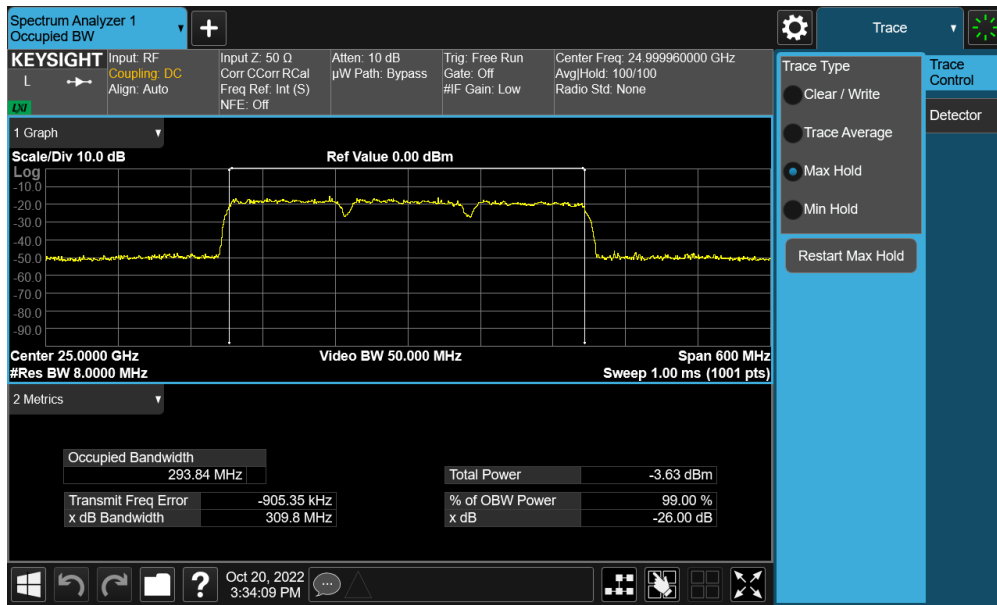 Spectrum Analyzer 1
Occupied BW
Trace
KEYSIGHT
L
LXI
Input: RF
Coupling: DC
Align: Auto
Input Z: 50 Ω
Corr CCorr RCal
Freq Ref: Int (S)
NFE: Off
Atten: 10 dB
µW Path: Bypass
Trig: Free Run
Gate: Off
#IF Gain: Low
Center Freq: 24.999960000 GHz
Avg|Hold: 100/100
Radio Std: None
Trace Type
Clear / Write
Trace Average
Max Hold
Min Hold
Restart Max Hold
Trace
Control
Detector
1 Graph
Scale/Div 10.0 dB
Ref Value 0.00 dBm
Log
-10.0
-20.0
-30.0
-40.0
-50.0
-60.0
-70.0
-80.0
-90.0
Center 25.0000 GHz
Video BW 50.000 MHz
Span 600 MHz
#Res BW 8.0000 MHz
Sweep 1.00 ms (1001 pts)
2 Metrics
Occupied Bandwidth
293.84 MHz
Total Power -3.63 dBm
Transmit Freq Error -905.35 kHz
% of OBW Power 99.00 %
x dB Bandwidth 309.8 MHz
x dB -26.00 dB
?
Oct 20, 2022
3:34:09 PM